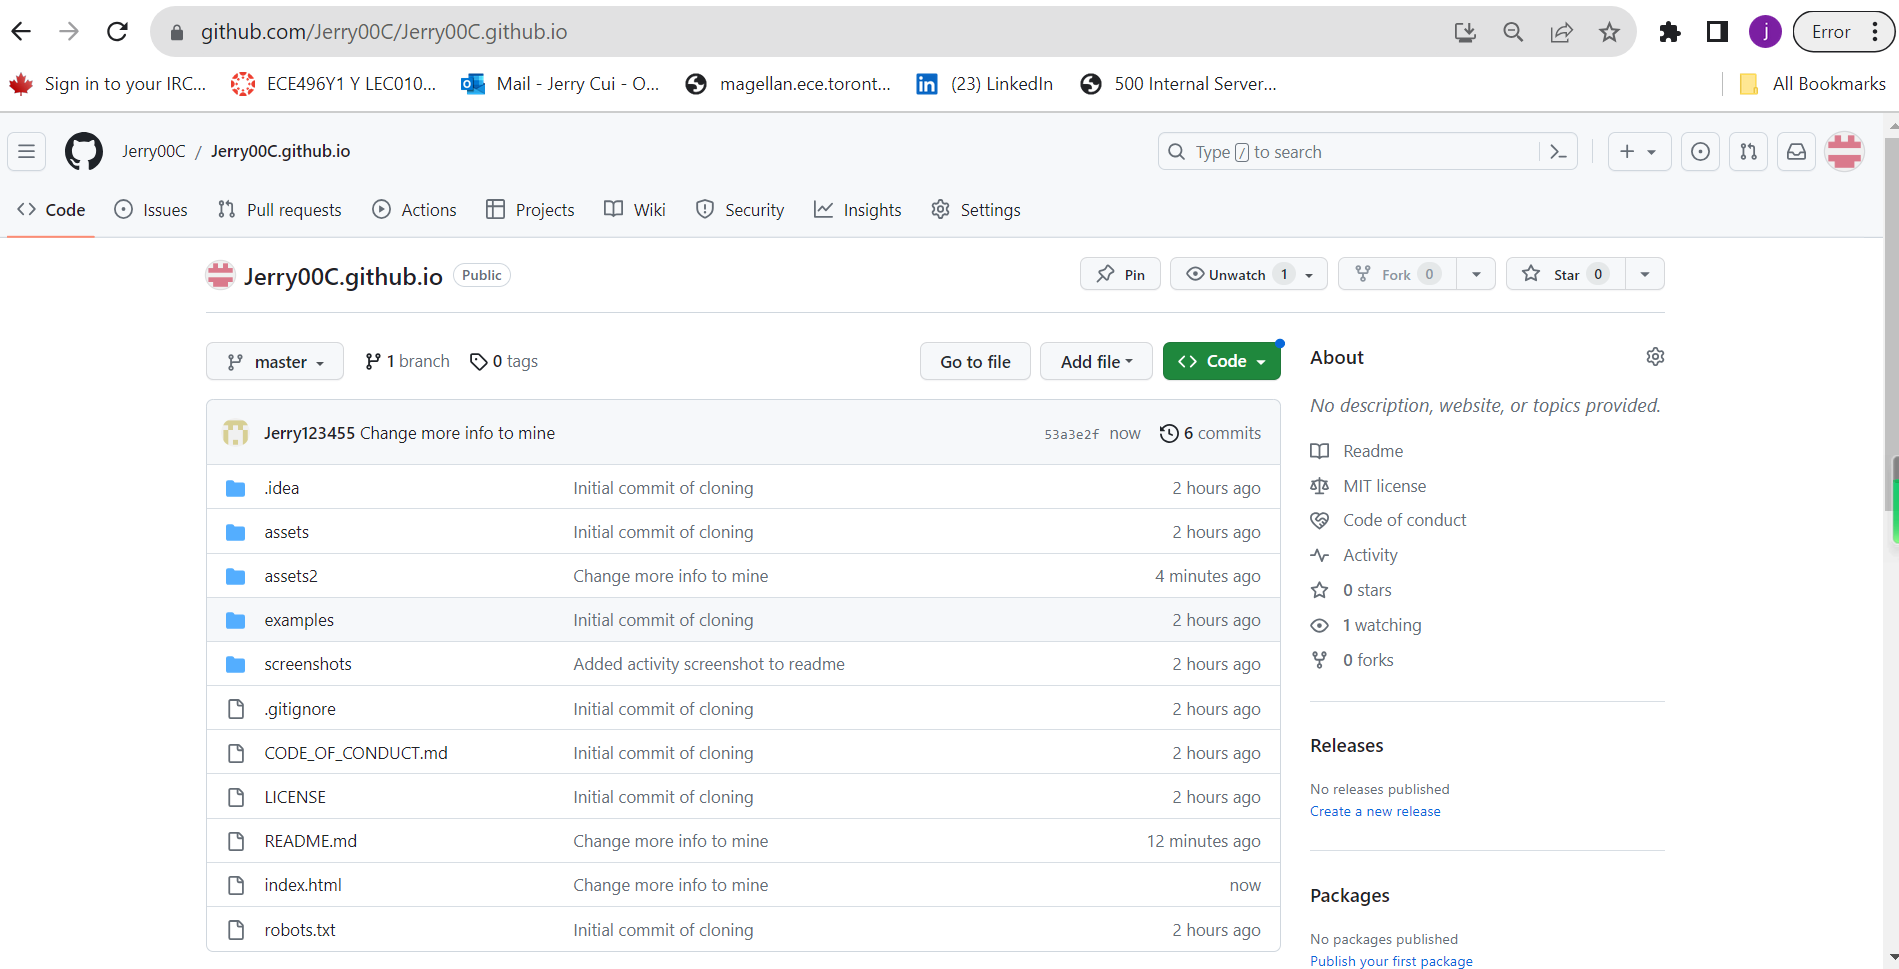 github.com/Jerry00C/Jerry00C.github.io
Error
Sign in to your IRC... ECE496Y1 Y LEC010... Mail - Jerry Cui - O... magellan.ece.toront... (23) LinkedIn 500 Internal Server... All Bookmarks
Jerry00C / Jerry00C.github.io Type / to search
Code Issues Pull requests Actions Projects Wiki Security Insights Settings
Jerry00C.github.io Public Pin Unwatch 1 Fork 0 Star 0
master 1 branch 0 tags Go to file Add file Code
Jerry123455 Change more info to mine 53a3e2f now 6 commits
.idea Initial commit of cloning 2 hours ago
assets Initial commit of cloning 2 hours ago
assets2 Change more info to mine 4 minutes ago
examples Initial commit of cloning 2 hours ago
screenshots Added activity screenshot to readme 2 hours ago
.gitignore Initial commit of cloning 2 hours ago
CODE_OF_CONDUCT.md Initial commit of cloning 2 hours ago
LICENSE Initial commit of cloning 2 hours ago
README.md Change more info to mine 12 minutes ago
index.html Change more info to mine now
robots.txt Initial commit of cloning 2 hours ago
About
No description, website, or topics provided.
Readme
MIT license
Code of conduct
Activity
0 stars
1 watching
0 forks
Releases
No releases published
Create a new release
Packages
No packages published
Publish your first package